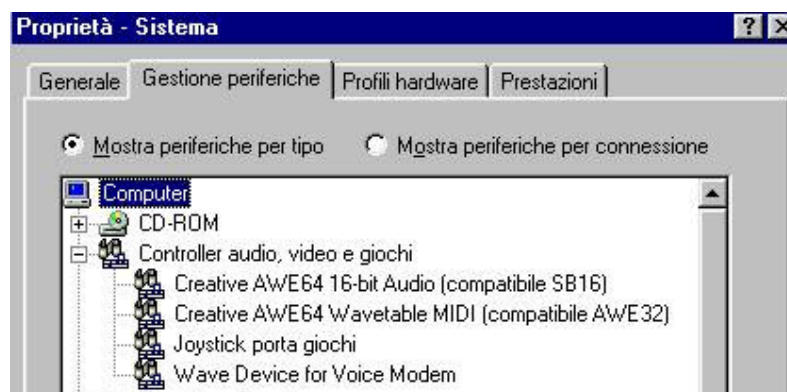 Proprietà - Sistema
Generale Gestione periferiche Profili hardware Prestazioni
Mostra periferiche per tipo Mostra periferiche per connessione
Computer
CD-ROM
Controller audio, video e giochi
Creative AWE64 16-bit Audio (compatibile SB16)
Creative AWE64 Wavetable MIDI (compatibile AWE32)
Joystick porta giochi
Wave Device for Voice Modem